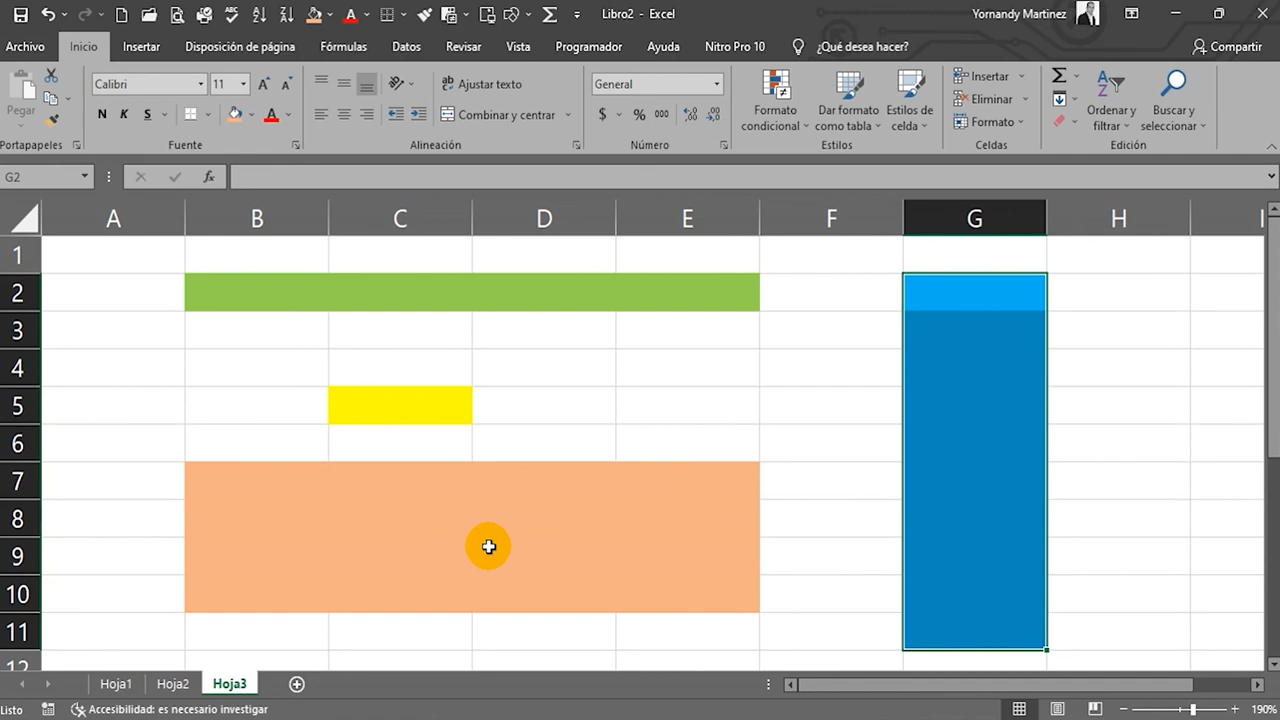 Libro2 - Excel
Yornandy Martinez
Archivo Inicio Insertar Disposición de página Fórmulas Datos Revisar Vista Programador Ayuda Nitro Pro 10 ¿Qué desea hacer? Compartir
Pegar
Calibri 11
N K S
Ajustar texto
Combinar y centrar
General
$ % 000
Formato condicional
Dar formato como tabla
Estilos de celda
Insertar
Eliminar
Formato
Ordenar y filtrar
Buscar y seleccionar
Portapapeles Fuente Alineación Número Estilos Celdas Edición
G2 fx
A B C D E F G H I
1
2
3
4
5
6
7
8
9
10
11
12
Hoja1 Hoja2 Hoja3
Listo Accesibilidad: es necesario investigar 190%